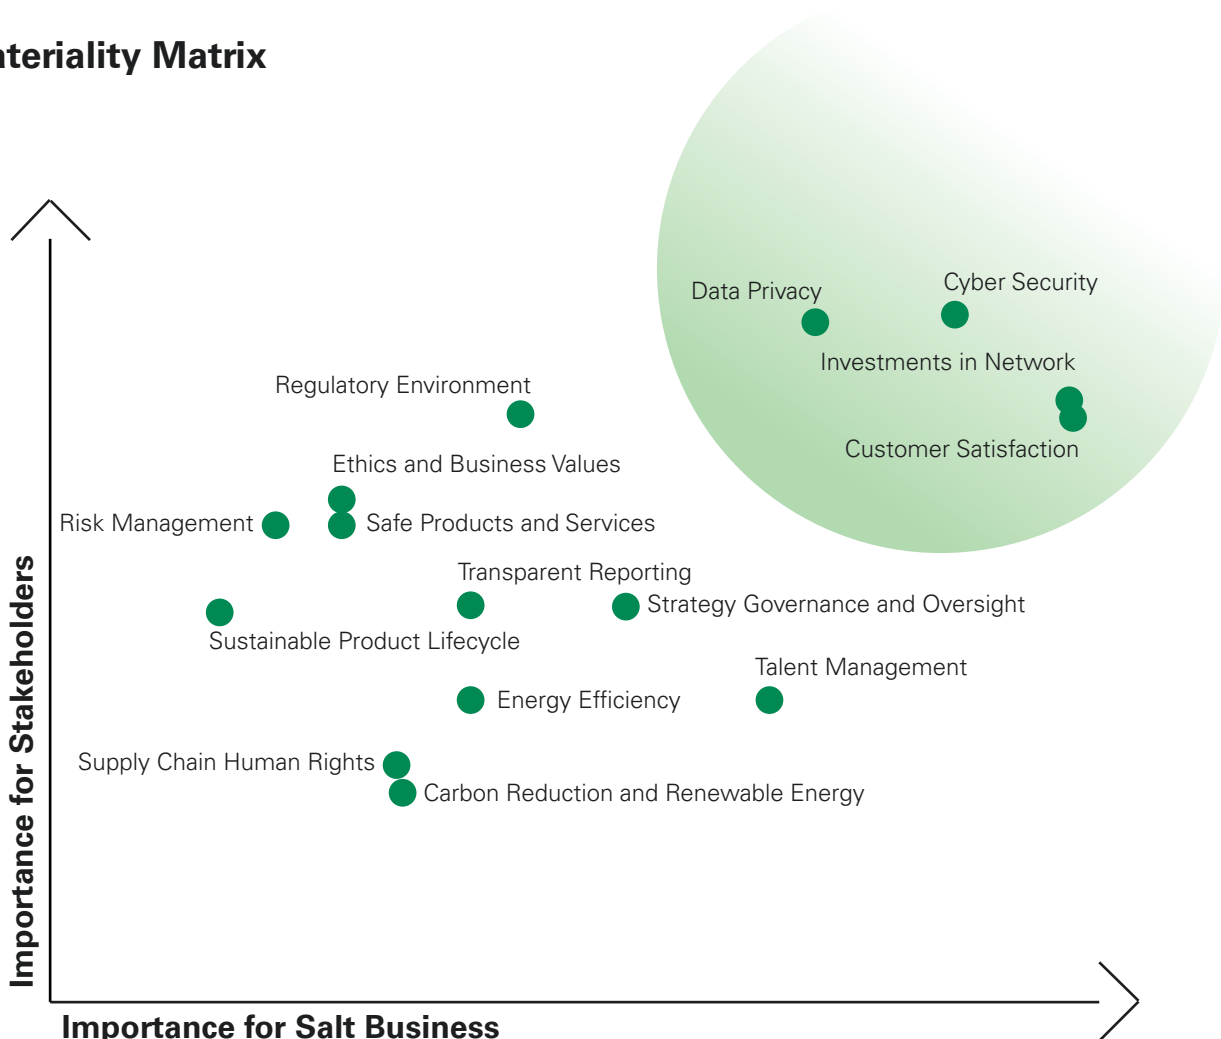 ateriality Matrix
Cyber Security
Data Privacy
Investments in Network
Regulatory Environment
Customer Satisfaction
Ethics and Business Values
Risk Management
Safe Products and Services
Transparent Reporting
Strategy Governance and Oversight
Sustainable Product Lifecycle
Talent Management
Energy Efficiency
Supply Chain Human Rights
Carbon Reduction and Renewable Energy
Importance for Stakeholders
Importance for Salt Business